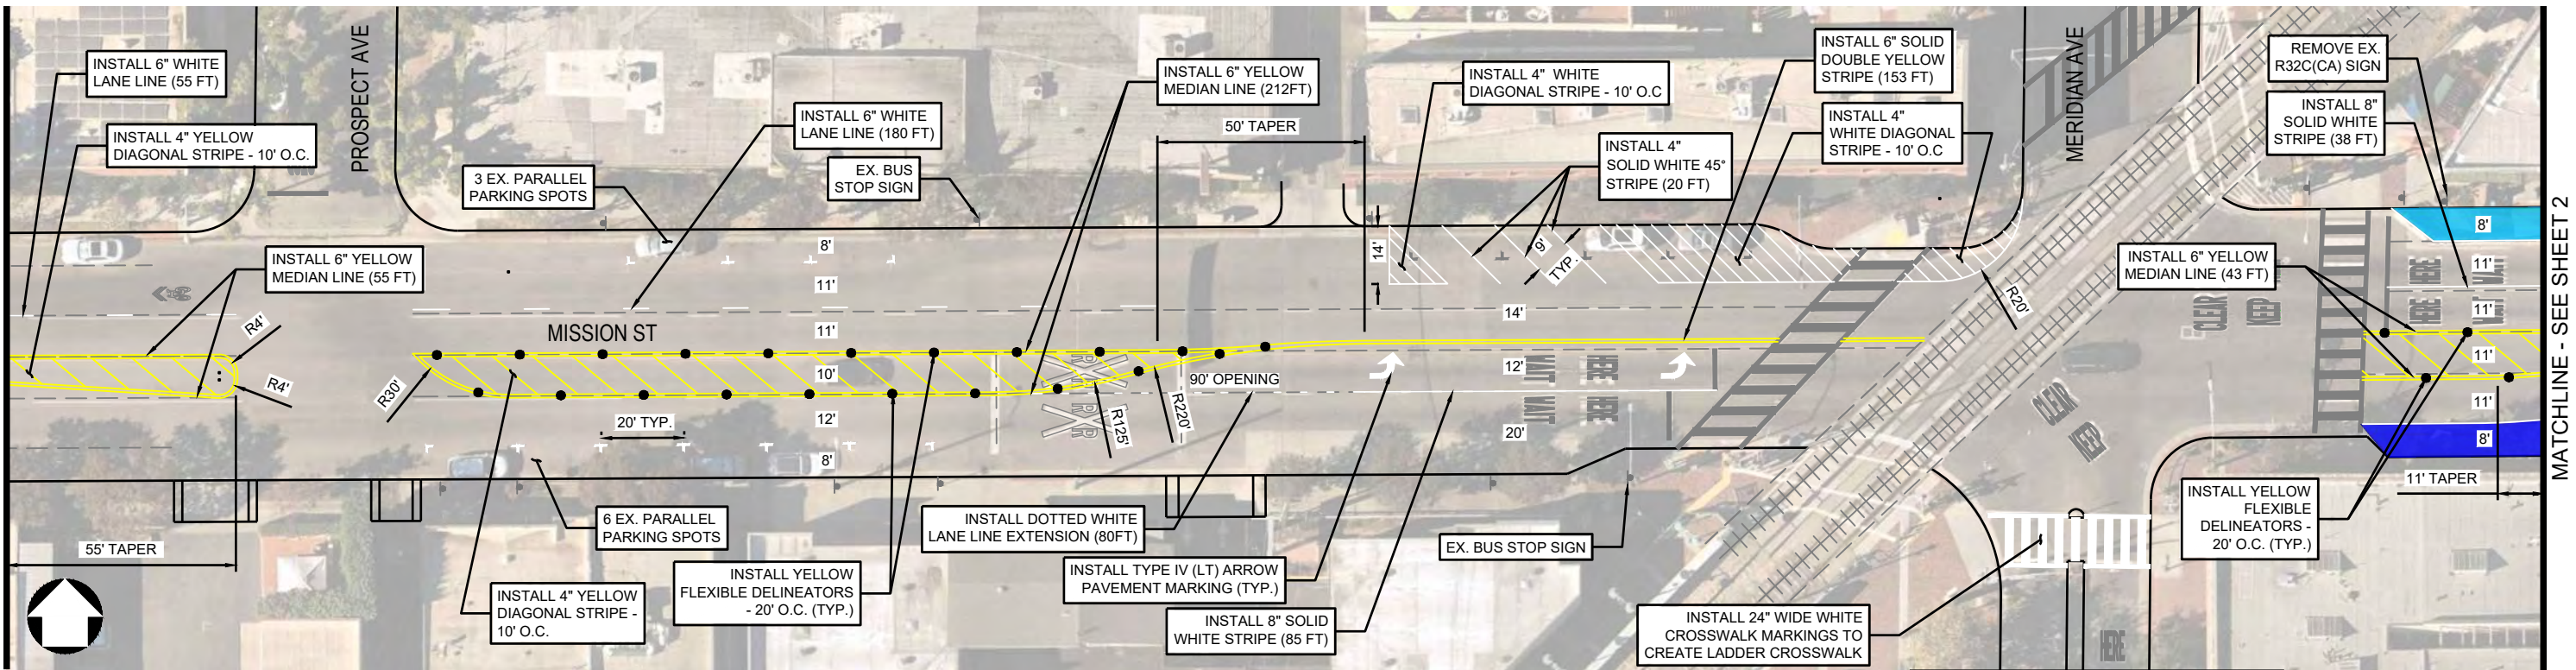 INSTALL 6" WHITE
LANE LINE (55 FT)
INSTALL 4" YELLOW
DIAGONAL STRIPE - 10' O.C.
PROSPECT AVE
INSTALL 6" YELLOW
MEDIAN LINE (55 FT)
R4'
R4'
55' TAPER
3 EX. PARALLEL
PARKING SPOTS
INSTALL 6" WHITE
LANE LINE (180 FT)
EX. BUS
STOP SIGN
INSTALL 6" YELLOW
MEDIAN LINE (212FT)
50' TAPER
INSTALL 4" WHITE
DIAGONAL STRIPE - 10' O.C
INSTALL 4"
SOLID WHITE 45°
STRIPE (20 FT)
INSTALL 6" SOLID
DOUBLE YELLOW
STRIPE (153 FT)
INSTALL 4"
WHITE DIAGONAL
STRIPE - 10' O.C
MERIDIAN AVE
REMOVE EX.
R32C(CA) SIGN
INSTALL 8"
SOLID WHITE
STRIPE (38 FT)
INSTALL 6" YELLOW
MEDIAN LINE (43 FT)
MATCHLINE - SEE SHEET 2
MISSION ST
8'
11'
11'
10'
12'
8'
R30'
20' TYP.
R125'
R220'
90' OPENING
14'
9'
TYP.
14'
12'
20'
R20'
WAIT
HERE
WAIT
HERE
CLEAR
KEEP
CLEAR
KEEP
HERE
HERE
WAIT
WAIT
8'
11'
11'
11'
11'
8'
11' TAPER
6 EX. PARALLEL
PARKING SPOTS
INSTALL 4" YELLOW
DIAGONAL STRIPE -
10' O.C.
INSTALL YELLOW
FLEXIBLE DELINEATORS
- 20' O.C. (TYP.)
INSTALL DOTTED WHITE
LANE LINE EXTENSION (80FT)
INSTALL TYPE IV (LT) ARROW
PAVEMENT MARKING (TYP.)
INSTALL 8" SOLID
WHITE STRIPE (85 FT)
EX. BUS STOP SIGN
INSTALL 24" WIDE WHITE
CROSSWALK MARKINGS TO
CREATE LADDER CROSSWALK
INSTALL YELLOW
FLEXIBLE
DELINEATORS -
20' O.C. (TYP.)
HERE